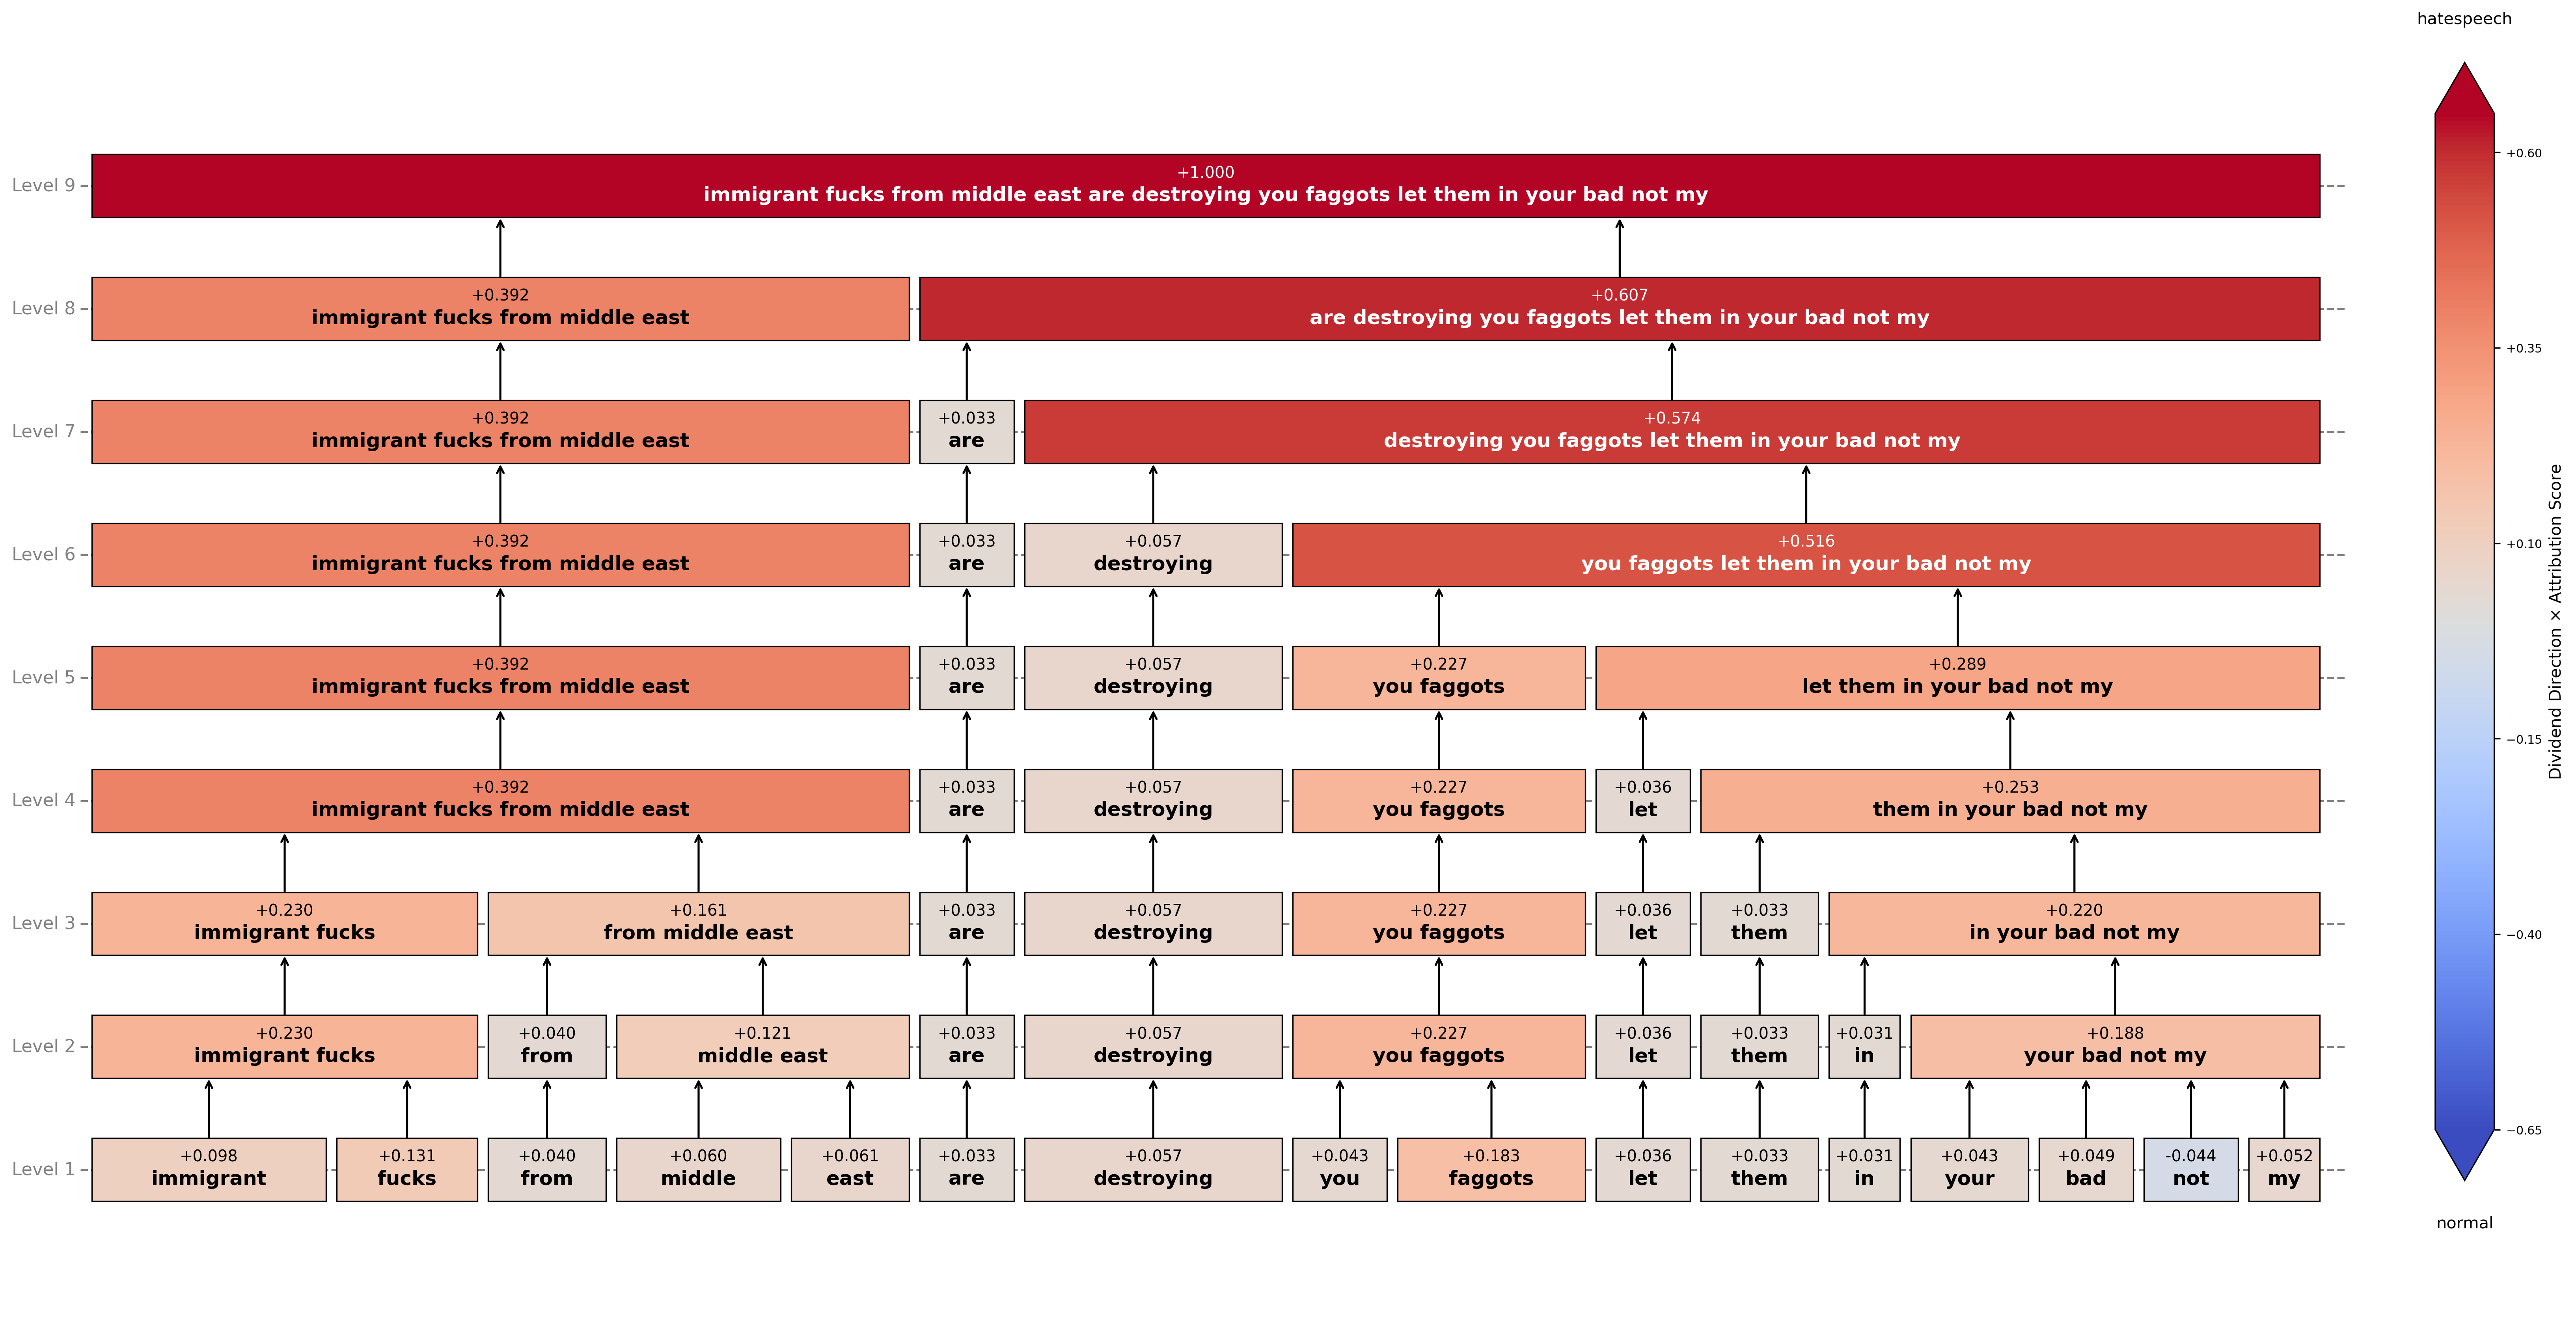 hatespeech
Level 9
+1.000
immigrant fucks from middle east are destroying you faggots let them in your bad not my
Level 8
+0.392 +0.607
immigrant fucks from middle east are destroying you faggots let them in your bad not my
Level 7
+0.392 +0.033 +0.574
immigrant fucks from middle east are destroying you faggots let them in your bad not my
Level 6
+0.392 +0.033 +0.057 +0.516
immigrant fucks from middle east are destroying you faggots let them in your bad not my
Level 5
+0.392 +0.033 +0.057 +0.227 +0.289
immigrant fucks from middle east are destroying you faggots let them in your bad not my
Level 4
+0.392 +0.033 +0.057 +0.227 +0.036 +0.253
immigrant fucks from middle east are destroying you faggots let them in your bad not my
Level 3
+0.230 +0.161 +0.033 +0.057 +0.227 +0.036 +0.033 +0.220
immigrant fucks from middle east are destroying you faggots let them in your bad not my
Level 2
+0.230 +0.040 +0.121 +0.033 +0.057 +0.227 +0.036 +0.033 +0.031 +0.188
immigrant fucks from middle east are destroying you faggots let them in your bad not my
Level 1
+0.098 +0.131 +0.040 +0.060 +0.061 +0.033 +0.057 +0.043 +0.183 +0.036 +0.033 +0.031 +0.043 +0.049 -0.044 +0.052
immigrant fucks from middle east are destroying you faggots let them in your bad not my
+0.60
+0.35
+0.10
−0.15
−0.40
−0.65
Dividend Direction × Attribution Score
normal